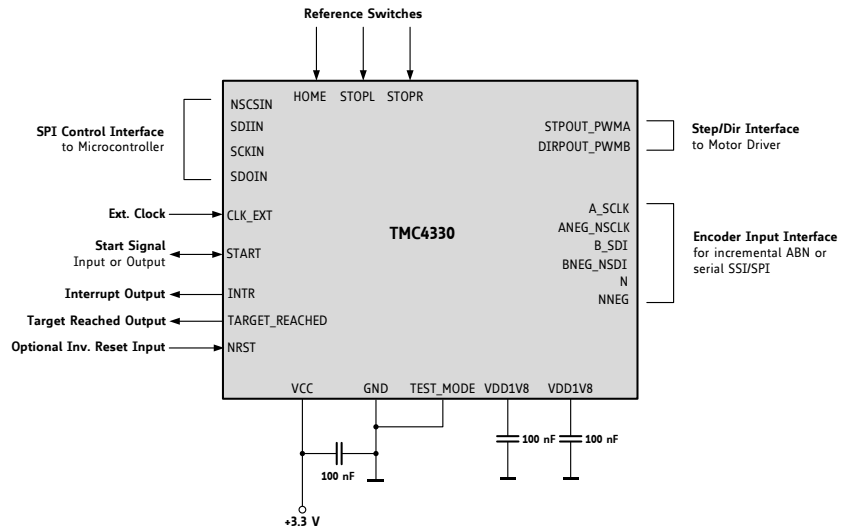 Reference Switches
HOME STOPL STOPR
NSCSIN
SDIIN
SCKIN
SDOIN
SPI Control Interface
to Microcontroller
STPOUT_PWMA
DIRPOUT_PWMB
Step/Dir Interface
to Motor Driver
Ext. Clock
CLK_EXT
TMC4330
A_SCLK
ANEG_NSCLK
B_SDI
BNEG_NSDI
N
NNEG
Encoder Input Interface
for incremental ABN or
serial SSI/SPI
Start Signal
Input or Output
START
Interrupt Output
INTR
Target Reached Output
TARGET_REACHED
Optional Inv. Reset Input
NRST
VCC GND TEST_MODE VDD1V8 VDD1V8
100 nF
100 nF
100 nF
+3.3 V